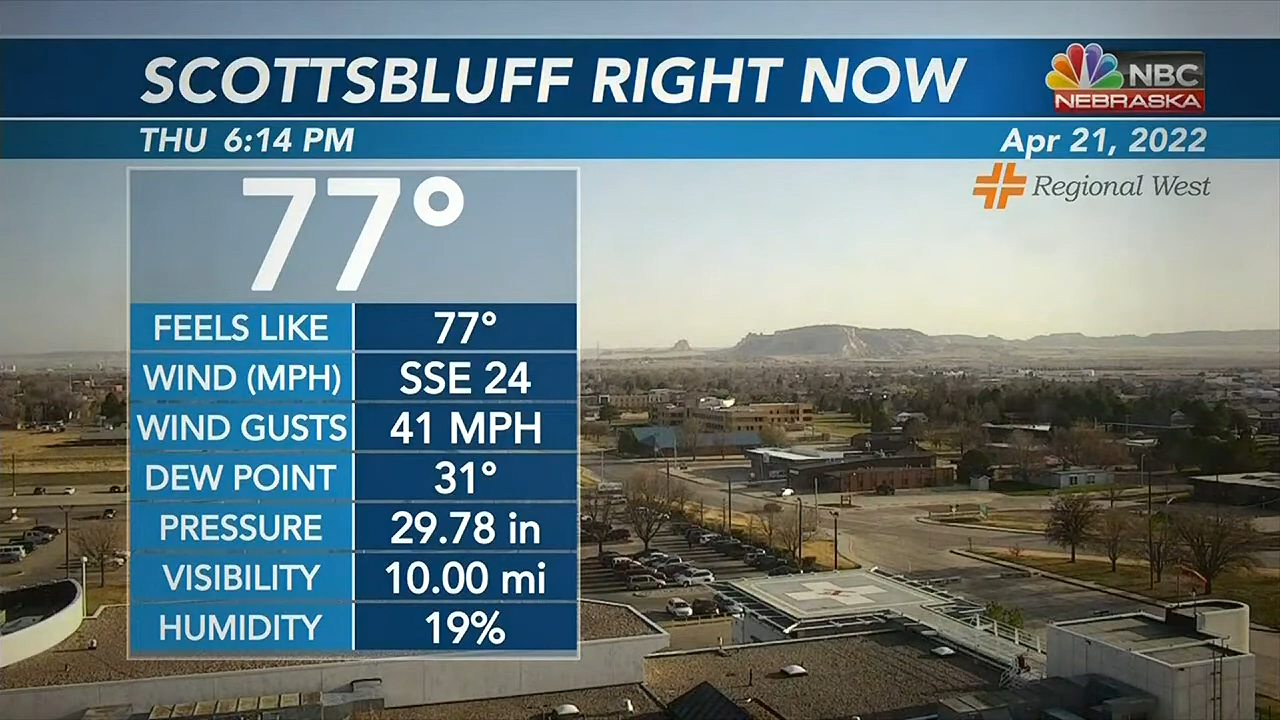 SCOTTSBLUFF RIGHT NOW
NBC
NEBRASKA
THU 6:14 PM
Apr 21, 2022
Regional West
77°
FEELS LIKE 77°
WIND (MPH) SSE 24
WIND GUSTS 41 MPH
DEW POINT 31°
PRESSURE 29.78 in
VISIBILITY 10.00 mi
HUMIDITY 19%